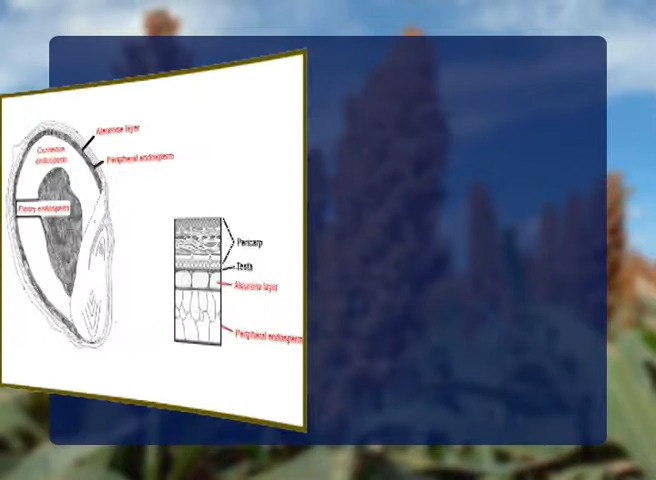 Aleurone layer
Corneous
endosperm
Peripheral endosperm
Floury endosperm
Pericarp
Testa
Aleurone layer
Peripheral endosperm